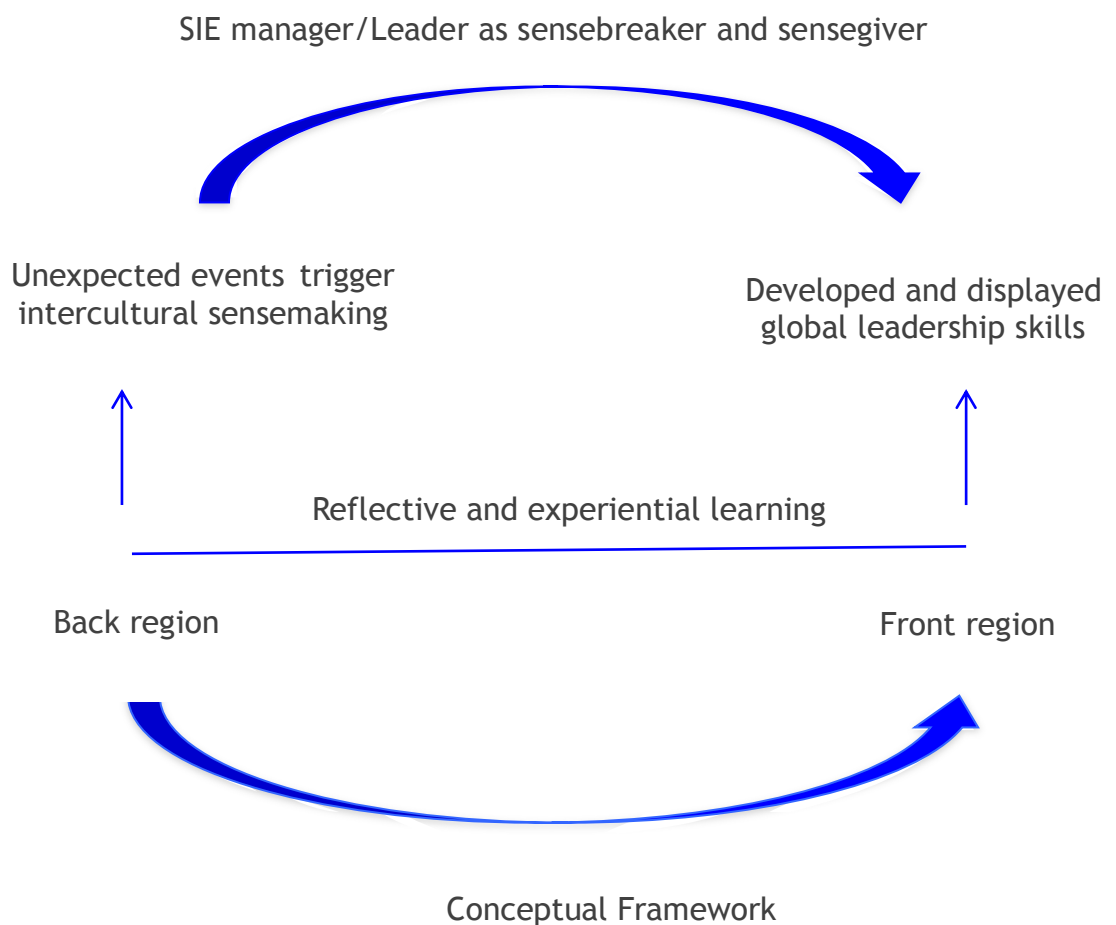 SIE manager/Leader as sensebreaker and sensegiver
Unexpected events trigger
intercultural sensemaking
Developed and displayed
global leadership skills
Reflective and experiential learning
Back region
Front region
Conceptual Framework